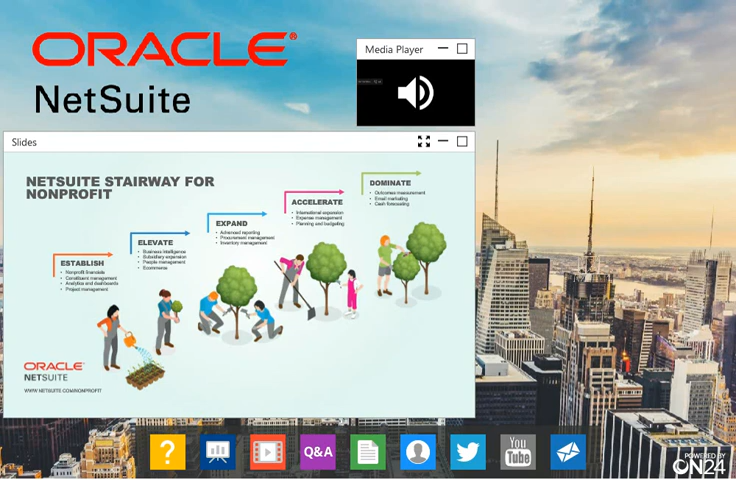 ORACLE®
NetSuite
Media Player
Slides
NETSUITE STAIRWAY FOR
NONPROFIT
ESTABLISH
• Nonprofit financials
• Constituent management
• Analytics and dashboards
• Project management
ELEVATE
• Business intelligence
• Subsidiary expansion
• People management
• Ecommerce
EXPAND
• Advanced reporting
• Procurement management
• Inventory management
ACCELERATE
• International expansion
• Expense management
• Planning and budgeting
DOMINATE
• Outcomes measurement
• Email marketing
• Cash forecasting
ORACLE
NETSUITE
WWW.NETSUITE.COM/NONPROFIT
?
Q&A
You
Tube
POWERED BY
ON24